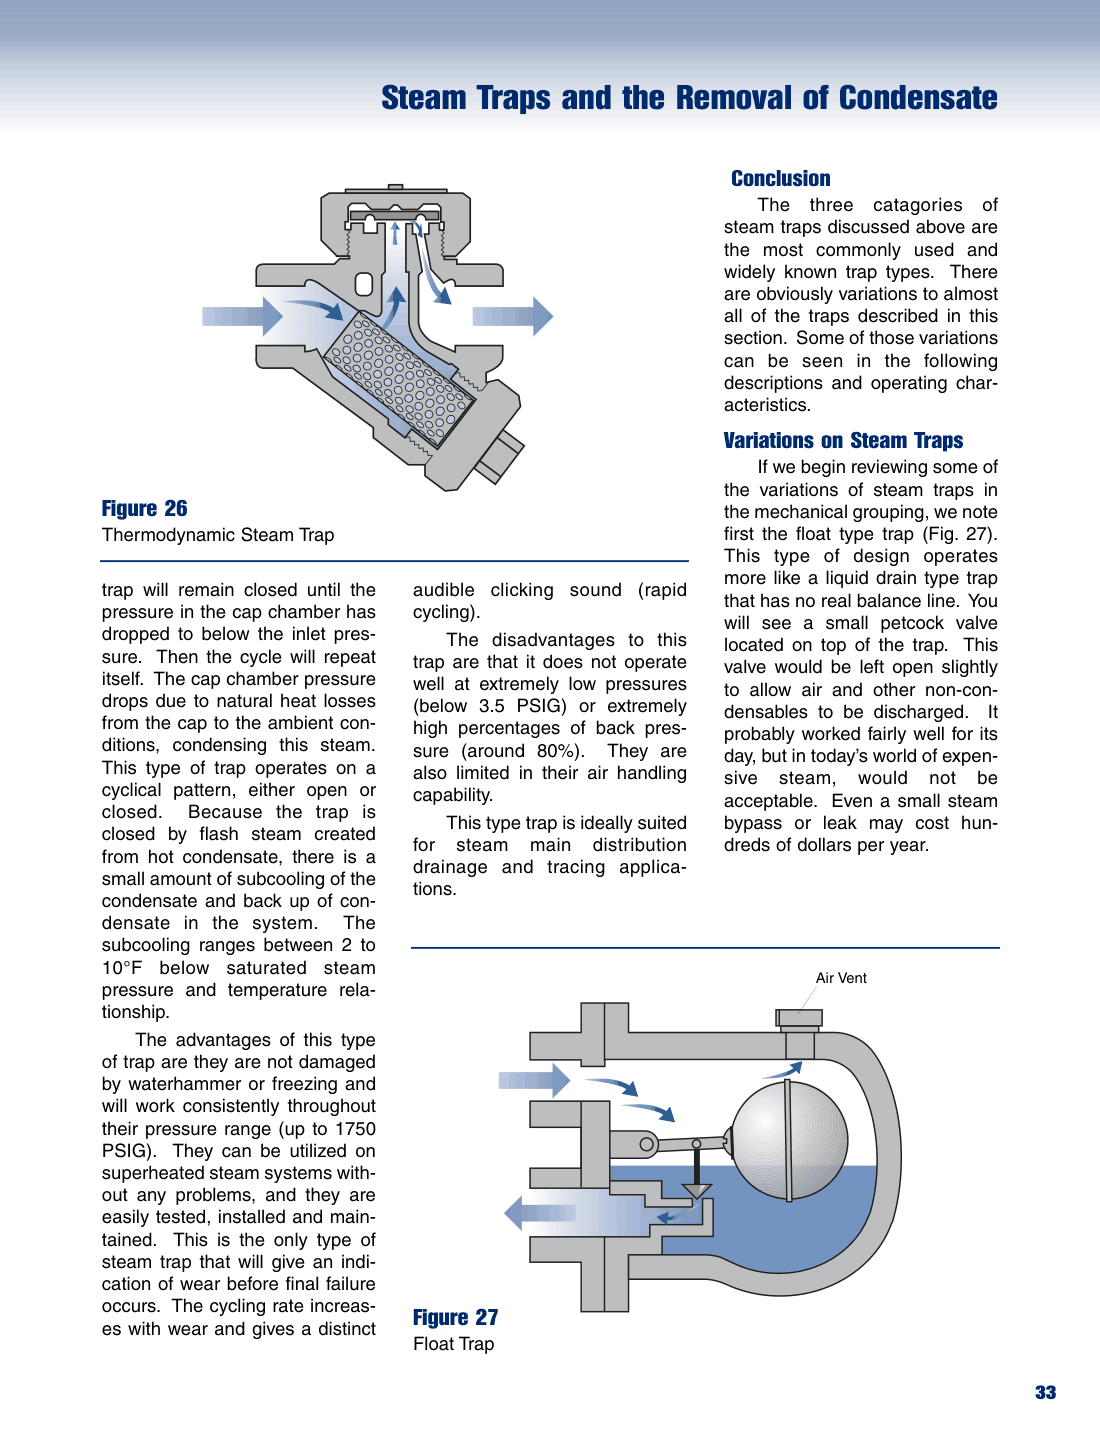 Steam Traps and the Removal of Condensate
Figure 26
Thermodynamic Steam Trap
trap will remain closed until the
pressure in the cap chamber has
dropped to below the inlet pres-
sure. Then the cycle will repeat
itself. The cap chamber pressure
drops due to natural heat losses
from the cap to the ambient con-
ditions, condensing this steam.
This type of trap operates on a
cyclical pattern, either open or
closed. Because the trap is
closed by flash steam created
from hot condensate, there is a
small amount of subcooling of the
condensate and back up of con-
densate in the system. The
subcooling ranges between 2 to
10°F below saturated steam
pressure and temperature rela-
tionship.
The advantages of this type
of trap are they are not damaged
by waterhammer or freezing and
will work consistently throughout
their pressure range (up to 1750
PSIG). They can be utilized on
superheated steam systems with-
out any problems, and they are
easily tested, installed and main-
tained. This is the only type of
steam trap that will give an indi-
cation of wear before final failure
occurs. The cycling rate increas-
es with wear and gives a distinct
audible clicking sound (rapid
cycling).
The disadvantages to this
trap are that it does not operate
well at extremely low pressures
(below 3.5 PSIG) or extremely
high percentages of back pres-
sure (around 80%). They are
also limited in their air handling
capability.
This type trap is ideally suited
for steam main distribution
drainage and tracing applica-
tions.
Conclusion
The three catagories of
steam traps discussed above are
the most commonly used and
widely known trap types. There
are obviously variations to almost
all of the traps described in this
section. Some of those variations
can be seen in the following
descriptions and operating char-
acteristics.
Variations on Steam Traps
If we begin reviewing some of
the variations of steam traps in
the mechanical grouping, we note
first the float type trap (Fig. 27).
This type of design operates
more like a liquid drain type trap
that has no real balance line. You
will see a small petcock valve
located on top of the trap. This
valve would be left open slightly
to allow air and other non-con-
densables to be discharged. It
probably worked fairly well for its
day, but in today's world of expen-
sive steam, would not be
acceptable. Even a small steam
bypass or leak may cost hun-
dreds of dollars per year.
Air Vent
Figure 27
Float Trap
33